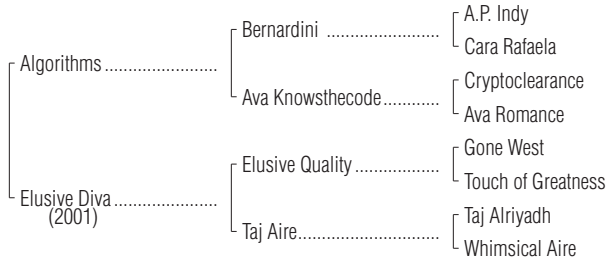 A.P. Indy
Bernardini ....................
Cara Rafaela
Algorithms ....................
Cryptoclearance
Ava Knowsthecode ............
Ava Romance
Gone West
Elusive Quality ...............
Touch of Greatness
Elusive Diva ..................
(2001)
Taj Alriyadh
Taj Aire .........................
Whimsical Aire